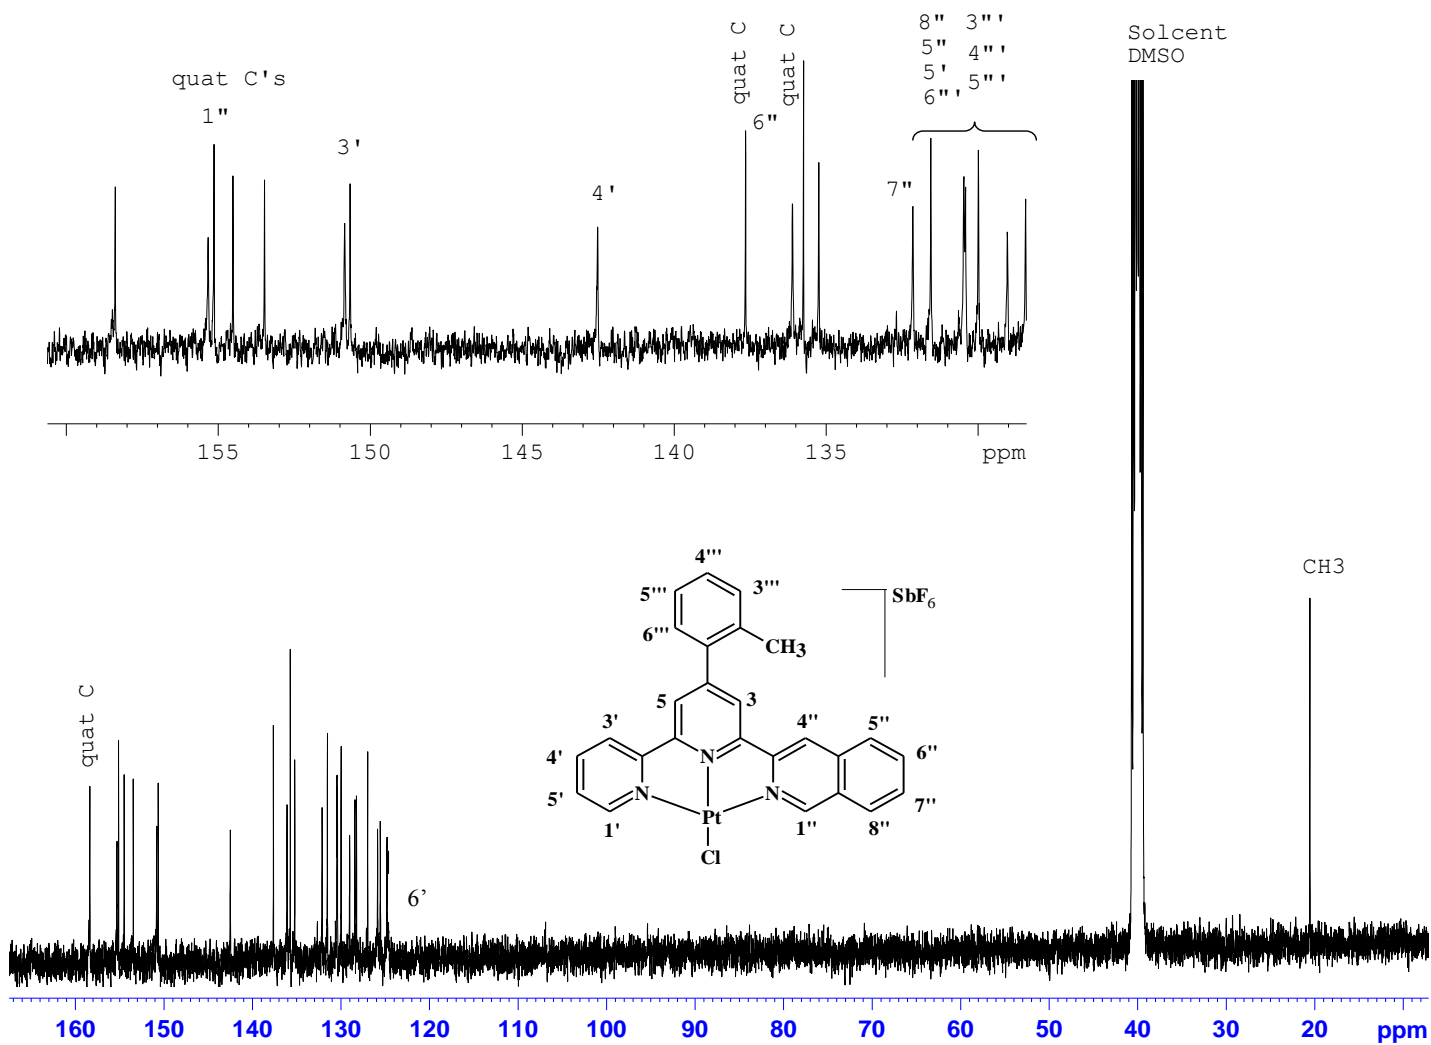 8" 3"'
5" 4"'
5' 5"'
6"'
Solcent
DMSO
quat C's
1"
3'
4'
quat C
6"
quat C
7"
155 150 145 140 135 ppm
CH3
quat C
4'''
5''' 3'''
6''' CH3
SbF6
5 3
3' 4" 5"
4' 6"
N
5' N N 7"
1' Pt 1" 8"
Cl
6’
160 150 140 130 120 110 100 90 80 70 60 50 40 30 20 ppm